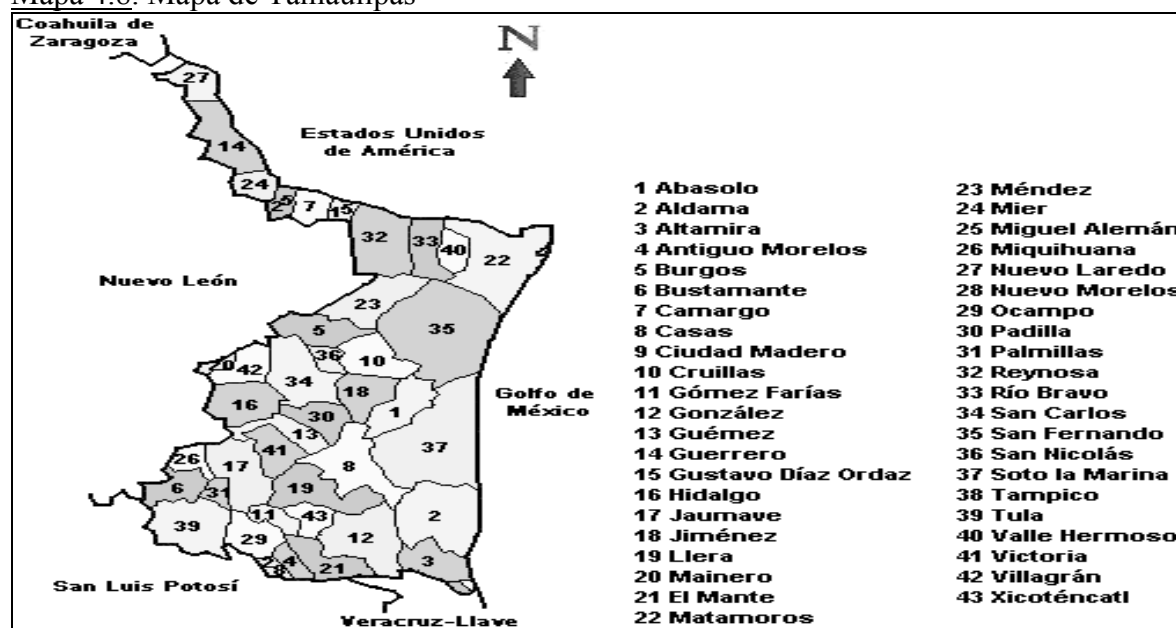 Mapa 4.6. Mapa de Tamaulipas
Coahuila de
Zaragoza
N
27
14
Estados Unidos
de América
24
25
7
15
32
33
40
22
Nuevo León
23
35
5
36
10
20
42
34
18
Golfo de
México
16
30
1
13
41
37
26
17
8
6
31
19
2
39
11
43
12
29
28
4
21
3
San Luis Potosí
Veracruz-Llave
1 Abasolo
2 Aldama
3 Altamira
4 Antiguo Morelos
5 Burgos
6 Bustamante
7 Camargo
8 Casas
9 Ciudad Madero
10 Cruillas
11 Gómez Farías
12 González
13 Guémez
14 Guerrero
15 Gustavo Díaz Ordaz
16 Hidalgo
17 Jaumave
18 Jiménez
19 Llera
20 Mainero
21 El Mante
22 Matamoros
23 Méndez
24 Mier
25 Miguel Alemán
26 Miquihuana
27 Nuevo Laredo
28 Nuevo Morelos
29 Ocampo
30 Padilla
31 Palmillas
32 Reynosa
33 Río Bravo
34 San Carlos
35 San Fernando
36 San Nicolás
37 Soto la Marina
38 Tampico
39 Tula
40 Valle Hermoso
41 Victoria
42 Villagrán
43 Xicoténcatl